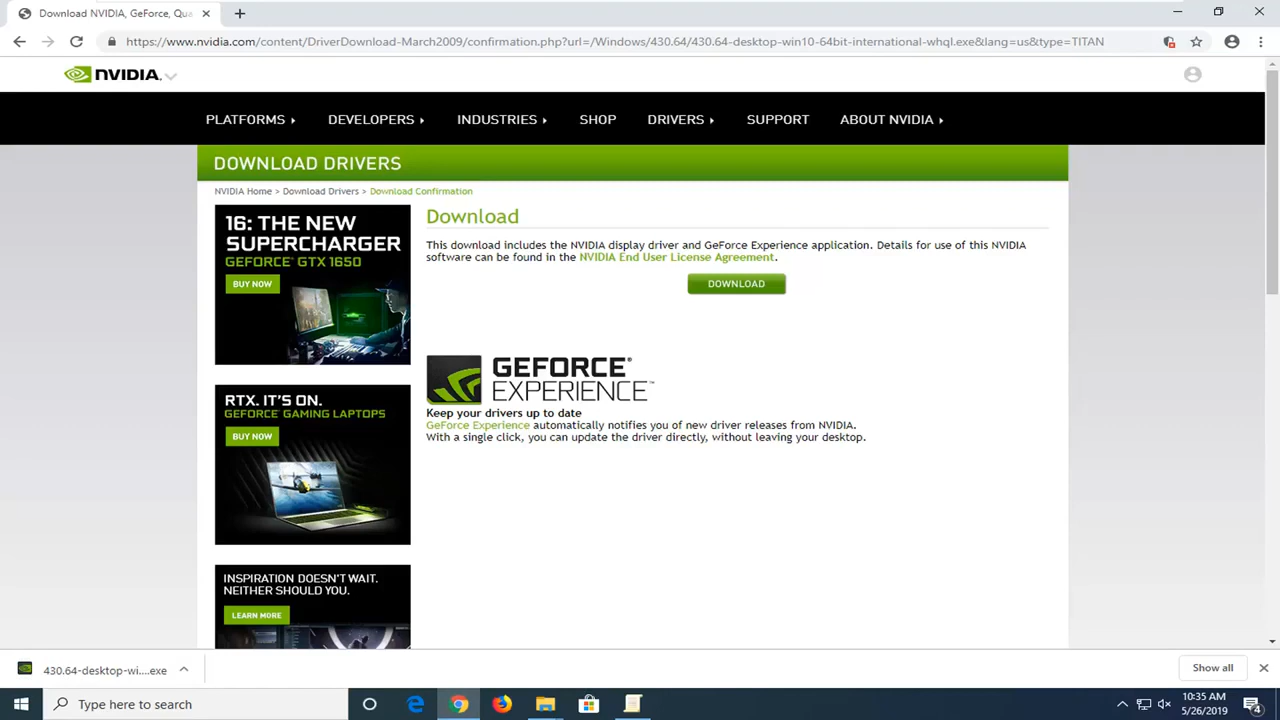 Download NVIDIA, GeForce, Qua
https://www.nvidia.com/content/DriverDownload-March2009/confirmation.php?url=/Windows/430.64/430.64-desktop-win10-64bit-international-whql.exe&lang=us&type=TITAN
NVIDIA.
PLATFORMS DEVELOPERS INDUSTRIES SHOP DRIVERS SUPPORT ABOUT NVIDIA
DOWNLOAD DRIVERS
NVIDIA Home > Download Drivers > Download Confirmation
16: THE NEW
SUPERCHARGER
GEFORCE® GTX 1650
BUY NOW
RTX. IT'S ON.
GEFORCE® GAMING LAPTOPS
BUY NOW
INSPIRATION DOESN'T WAIT.
NEITHER SHOULD YOU.
LEARN MORE
Download
This download includes the NVIDIA display driver and GeForce Experience application. Details for use of this NVIDIA
software can be found in the NVIDIA End User License Agreement.
DOWNLOAD
GEFORCE®
EXPERIENCE™
Keep your drivers up to date
GeForce Experience automatically notifies you of new driver releases from NVIDIA.
With a single click, you can update the driver directly, without leaving your desktop.
430.64-desktop-wi....exe
Show all
Type here to search
10:35 AM
5/26/2019
4